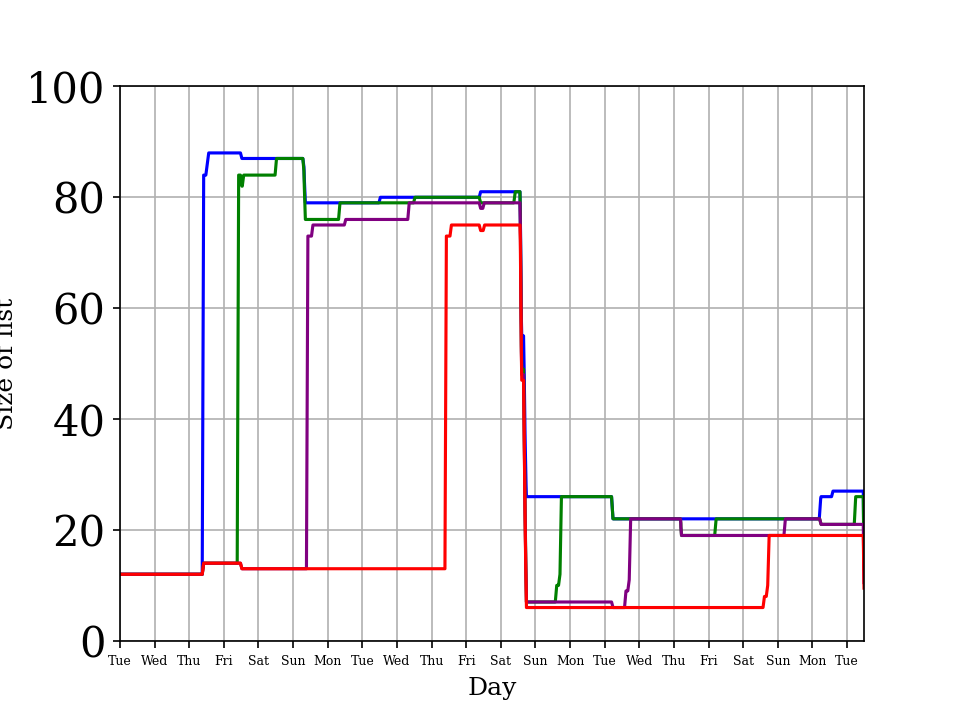 100
80
60
40
20
0
Size of list
Tue Wed Thu Fri Sat Sun Mon Tue Wed Thu Fri Sat Sun Mon Tue Wed Thu Fri Sat Sun Mon Tue
Day